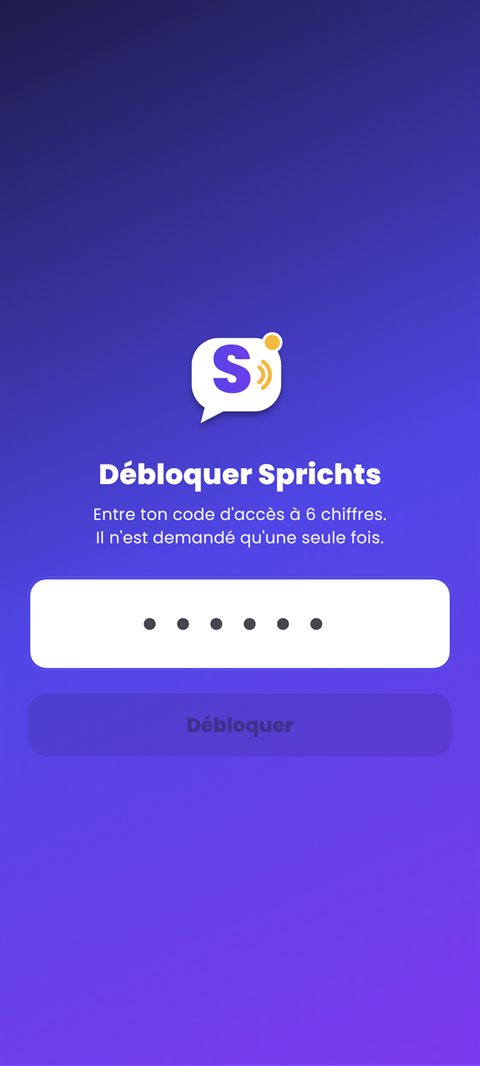 S
Débloquer Sprichts
Entre ton code d'accès à 6 chiffres.
Il n'est demandé qu'une seule fois.
••••••
Débloquer